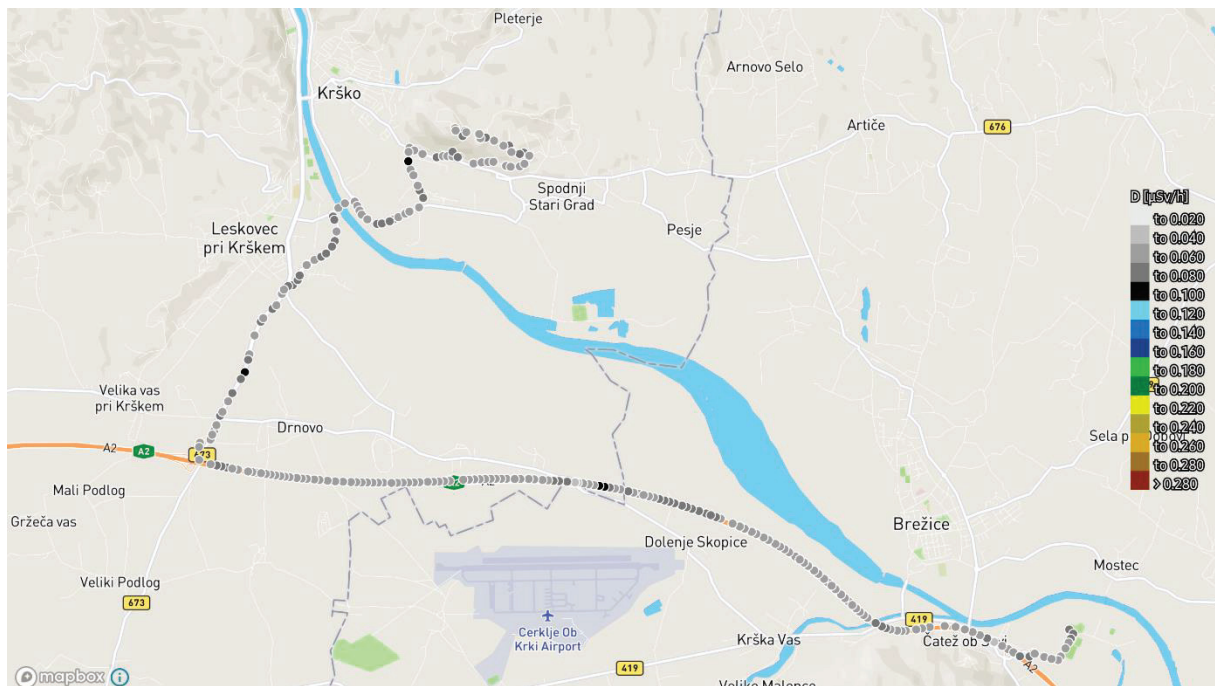 Pleterje
Arnovo Selo
Krško
676
Artiče
Spodnji
Stari Grad
D [µSv/h]
to 0.020
to 0.040
to 0.060
to 0.080
to 0.100
to 0.120
to 0.140
to 0.160
to 0.180
to 0.200
to 0.220
to 0.240
to 0.260
to 0.280
> 0.280
Leskovec
pri Krškem
Pesje
Velika vas
pri Krškem
Drnovo
A2
A2
673
A2
Mali Podlog
Gržeča vas
Brežice
Dolenje Skopice
Mostec
Veliki Podlog
673
Cerklje Ob
Krki Airport
Krška Vas
419
Čatež ob
A2
419
mapbox